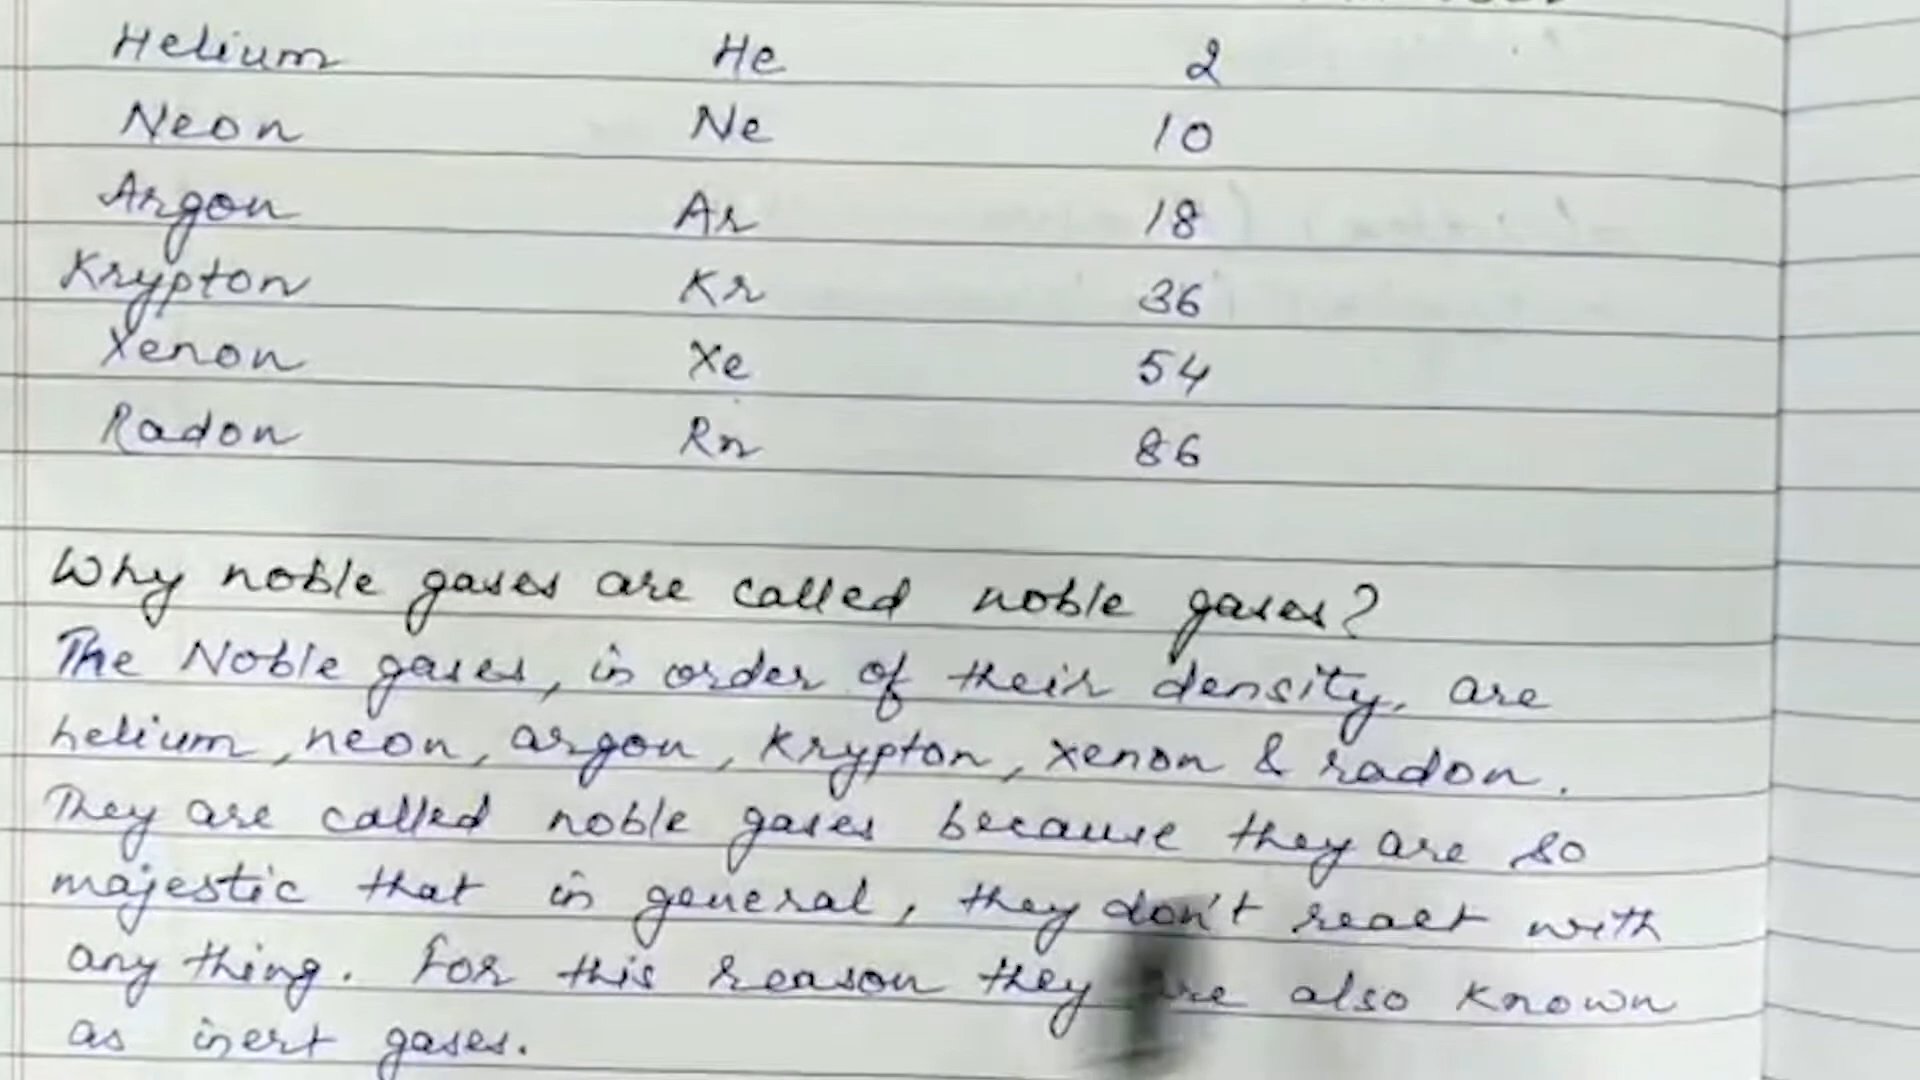 Helium He 2
Neon Ne 10
Argon Ar 18
Krypton Kr 36
Xenon Xe 54
Radon Rn 86
Why noble gases are called noble gases?
The Noble gases, in order of their density, are
helium, neon, argon, krypton, xenon & radon.
They are called noble gases because they are so
majestic that in general, they don't react with
any thing. For this reason they are also known
as inert gases.